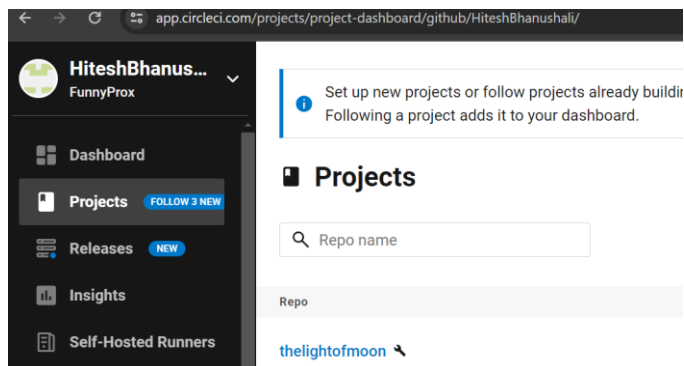 app.circleci.com/projects/project-dashboard/github/HiteshBhanushali/
HiteshBhanus...
FunnyProx
Dashboard
Projects FOLLOW 3 NEW
Releases NEW
Insights
Self-Hosted Runners
Set up new projects or follow projects already buildin
Following a project adds it to your dashboard.
Projects
Repo name
Repo
thelightofmoon